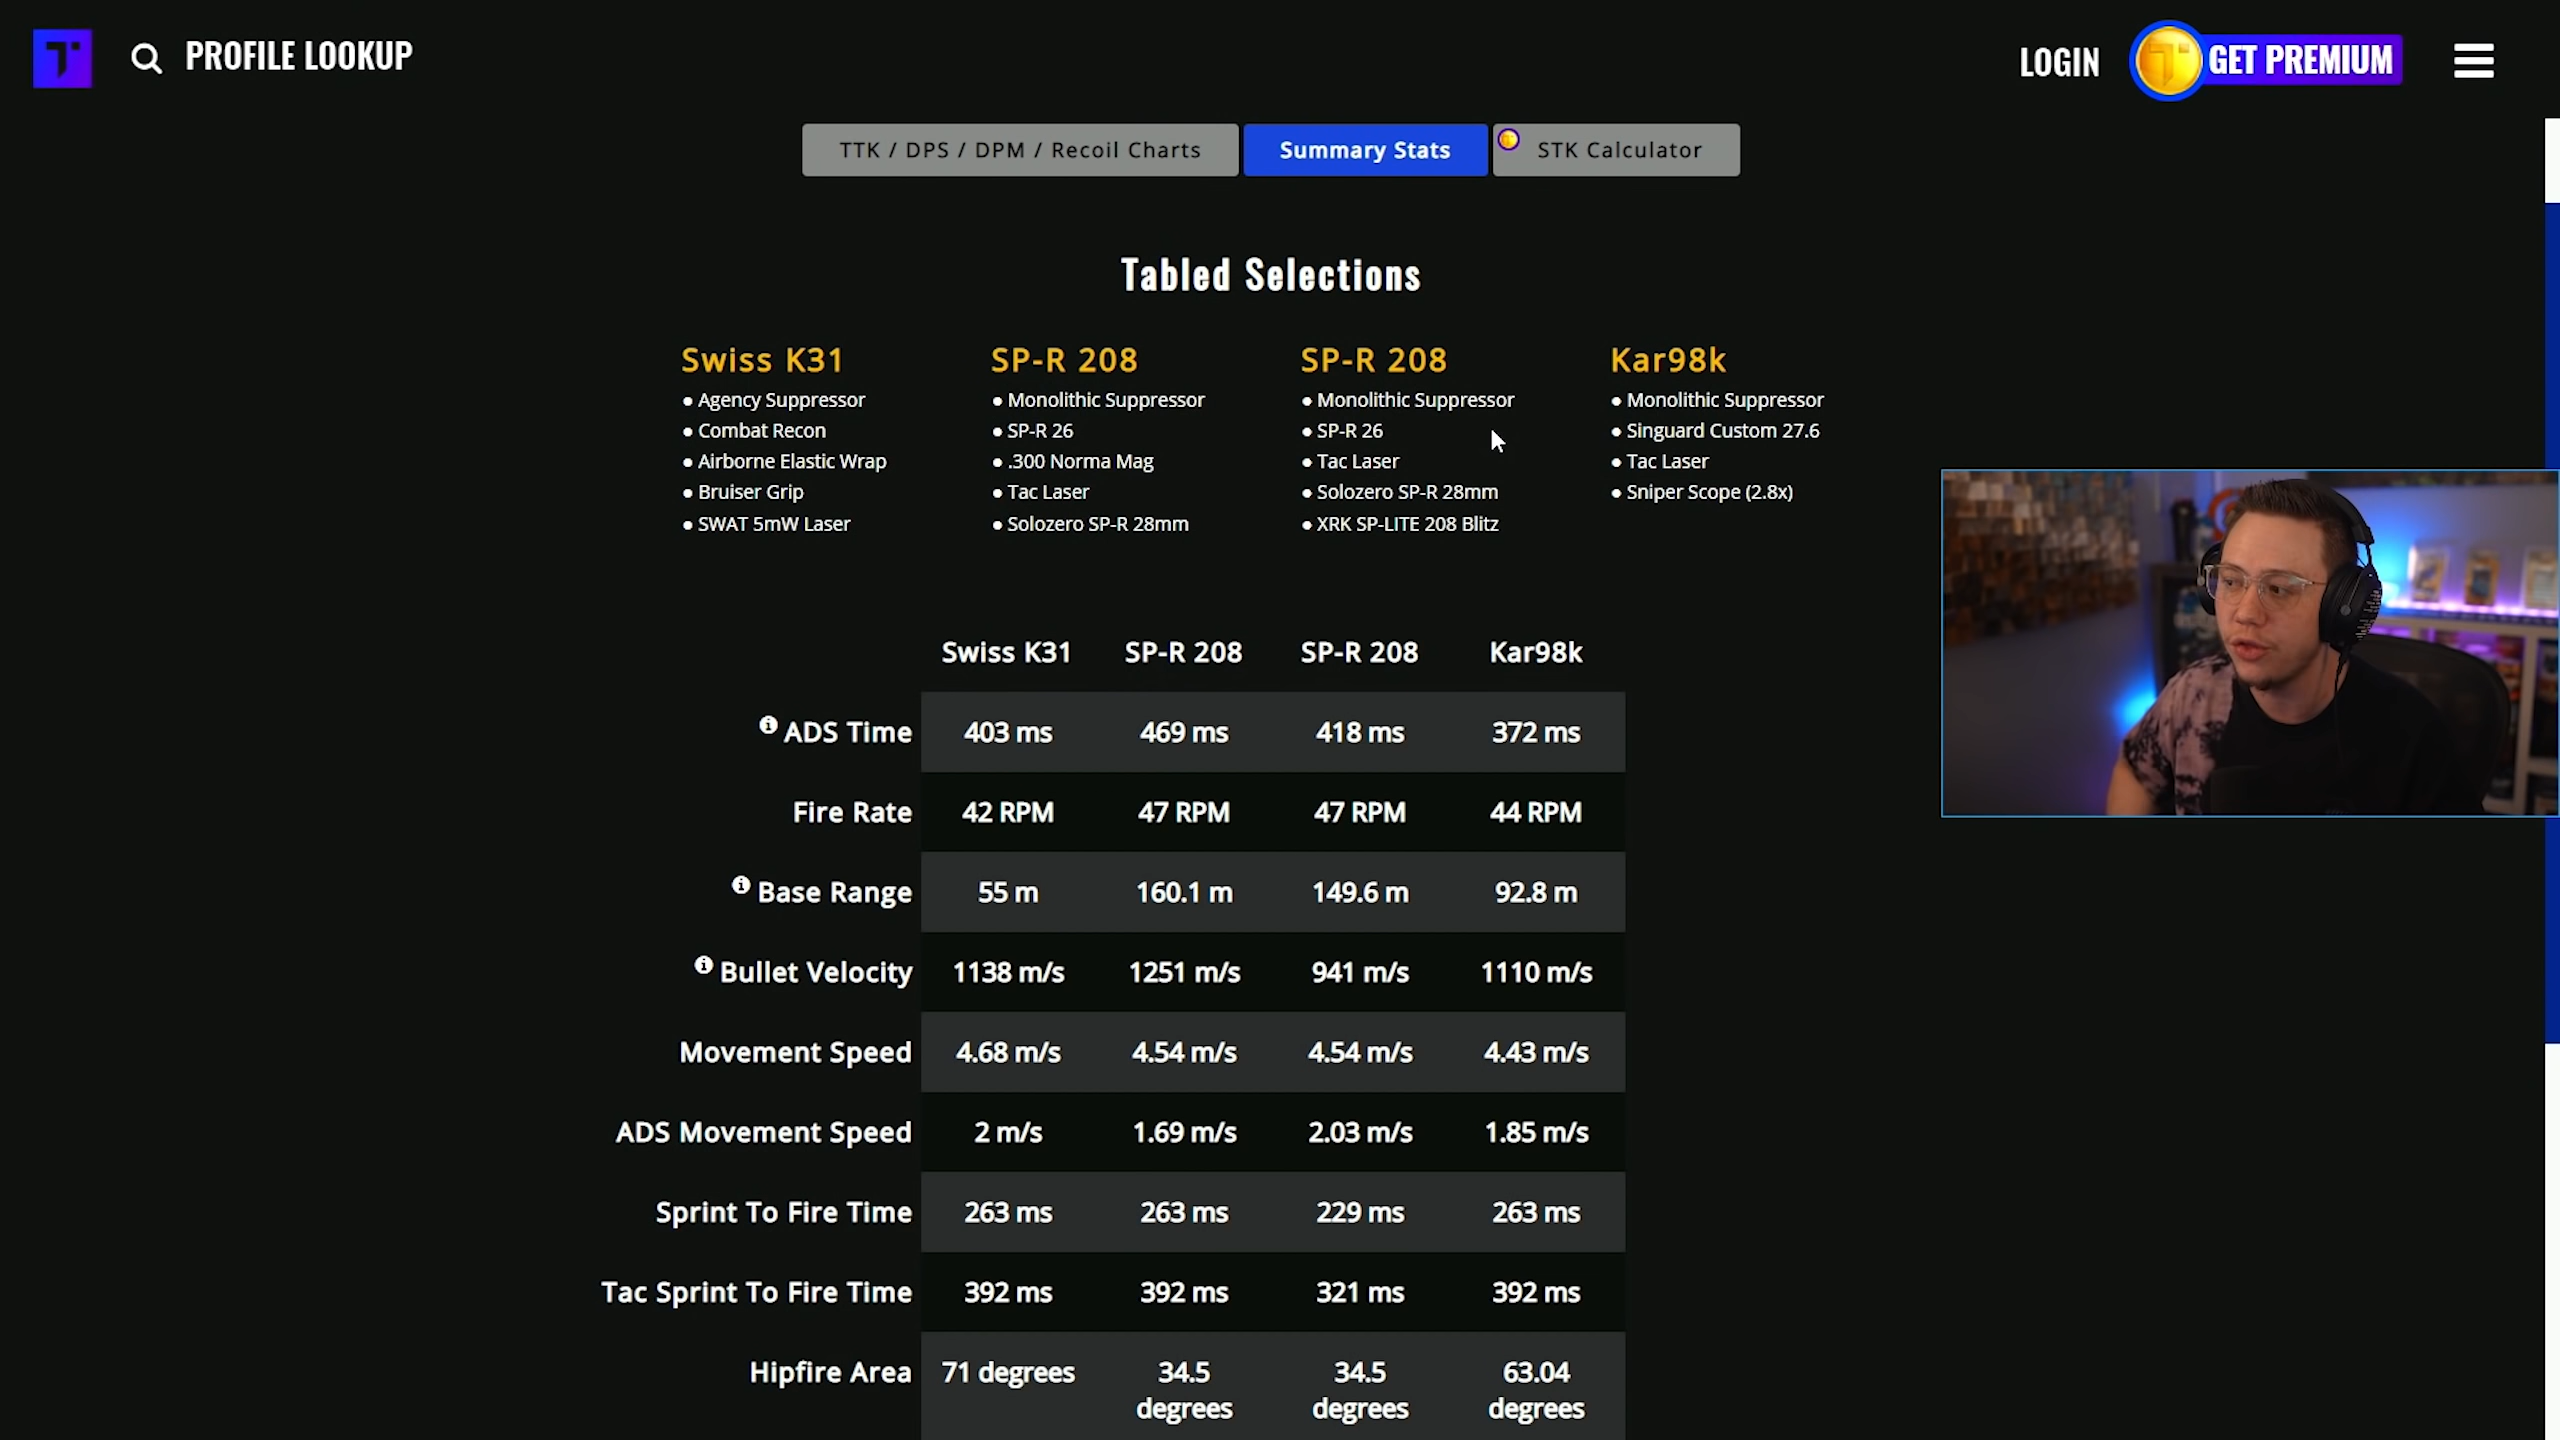 PROFILE LOOKUP
LOGIN
GET PREMIUM
TTK / DPS / DPM / Recoil Charts
Summary Stats
STK Calculator
Tabled Selections
Swiss K31
• Agency Suppressor
• Combat Recon
• Airborne Elastic Wrap
• Bruiser Grip
• SWAT 5mW Laser
SP-R 208
• Monolithic Suppressor
• SP-R 26
• .300 Norma Mag
• Tac Laser
• Solozero SP-R 28mm
SP-R 208
• Monolithic Suppressor
• SP-R 26
• Tac Laser
• Solozero SP-R 28mm
• XRK SP-LITE 208 Blitz
Kar98k
• Monolithic Suppressor
• Singuard Custom 27.6
• Tac Laser
• Sniper Scope (2.8x)
Swiss K31 SP-R 208 SP-R 208 Kar98k
ADS Time 403 ms 469 ms 418 ms 372 ms
Fire Rate 42 RPM 47 RPM 47 RPM 44 RPM
Base Range 55 m 160.1 m 149.6 m 92.8 m
Bullet Velocity 1138 m/s 1251 m/s 941 m/s 1110 m/s
Movement Speed 4.68 m/s 4.54 m/s 4.54 m/s 4.43 m/s
ADS Movement Speed 2 m/s 1.69 m/s 2.03 m/s 1.85 m/s
Sprint To Fire Time 263 ms 263 ms 229 ms 263 ms
Tac Sprint To Fire Time 392 ms 392 ms 321 ms 392 ms
Hipfire Area 71 degrees 34.5 34.5 63.04
degrees degrees degrees